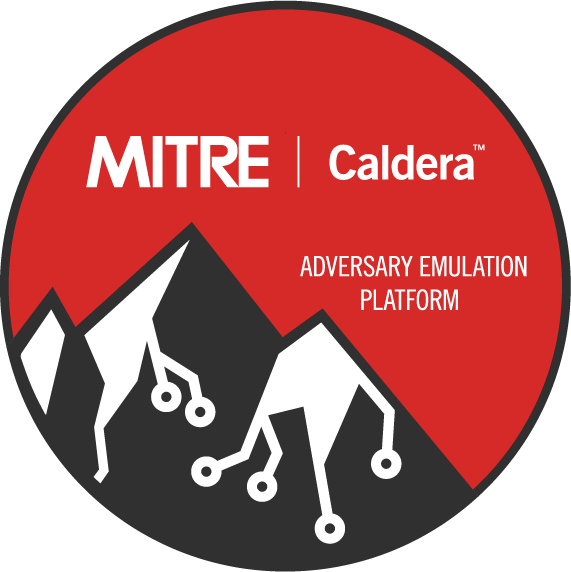 MITRE | Caldera™
ADVERSARY EMULATION
PLATFORM